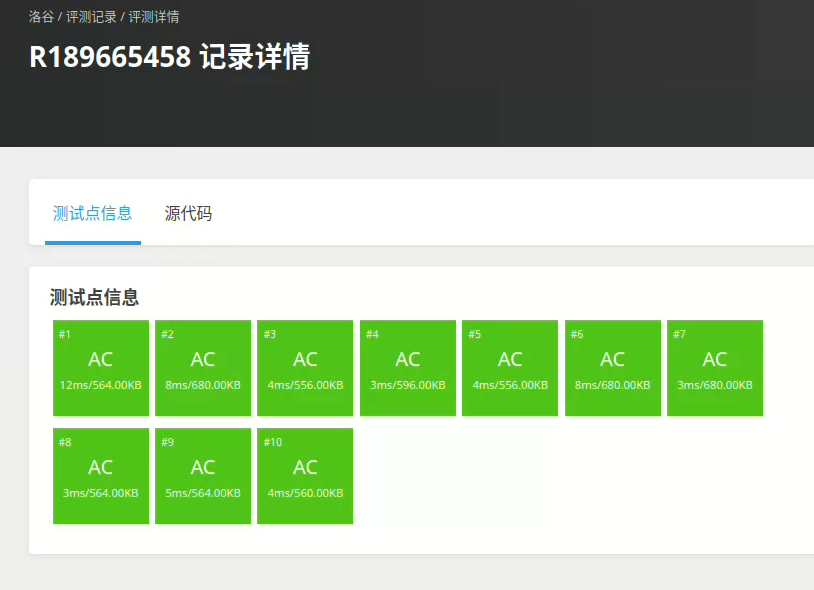 洛谷 / 评测记录 / 评测详情
R189665458 记录详情
测试点信息 源代码
测试点信息
#1 #2 #3 #4 #5 #6 #7
AC AC AC AC AC AC AC
12ms/564.00KB 8ms/680.00KB 4ms/556.00KB 3ms/596.00KB 4ms/556.00KB 8ms/680.00KB 3ms/680.00KB
#8 #9 #10
AC AC AC
3ms/564.00KB 5ms/564.00KB 4ms/560.00KB